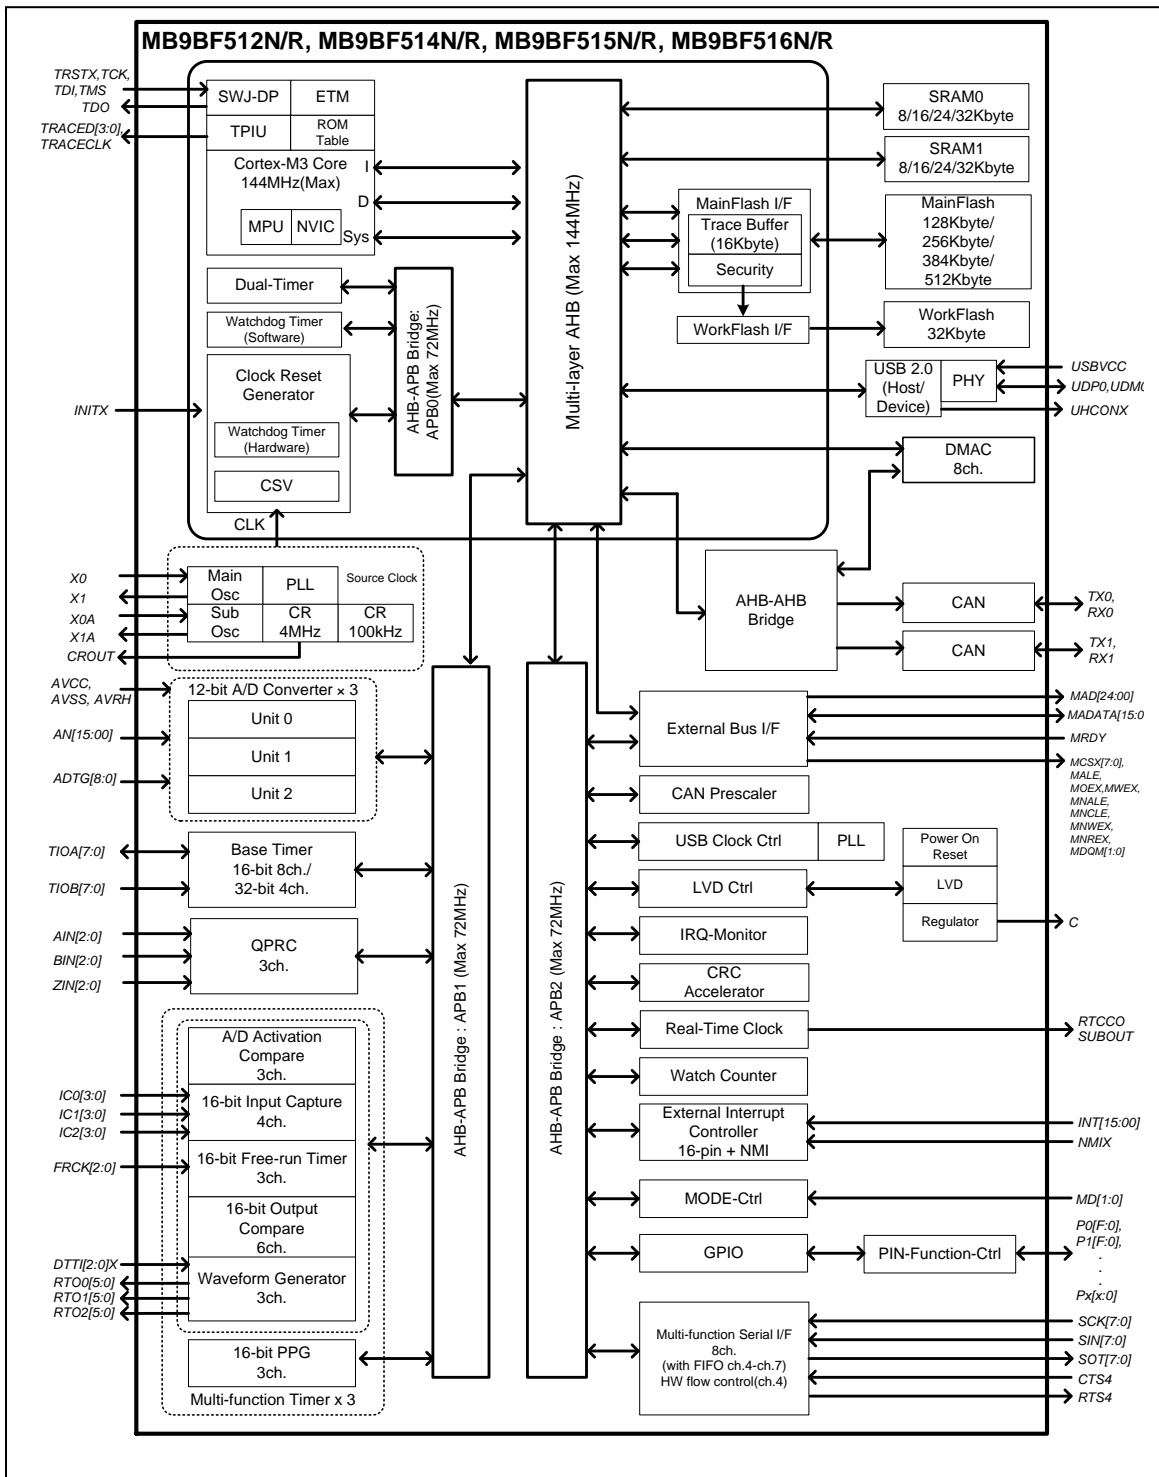 MB9BF512N/R, MB9BF514N/R, MB9BF515N/R, MB9BF516N/R
TRSTX,TCK,
TDI,TMS
TDO
TRACED[3:0],
TRACECLK
SWJ-DP
ETM
TPIU
ROM
Table
Cortex-M3 Core
144MHz(Max)
I
D
Sys
MPU
NVIC
Dual-Timer
Watchdog Timer
(Software)
Clock Reset
Generator
Watchdog Timer
(Hardware)
CSV
CLK
INITX
AHB-APB Bridge:
APB0(Max 72MHz)
Multi-layer AHB (Max 144MHz)
MainFlash I/F
Trace Buffer
(16Kbyte)
Security
WorkFlash I/F
SRAM0
8/16/24/32Kbyte
SRAM1
8/16/24/32Kbyte
MainFlash
128Kbyte/
256Kbyte/
384Kbyte/
512Kbyte
WorkFlash
32Kbyte
USB 2.0
(Host/
Device)
PHY
USBVCC
UDP0,UDM0
UHCONX
DMAC
8ch.
AHB-AHB
Bridge
CAN
TX0,
RX0
CAN
TX1,
RX1
X0
X1
X0A
X1A
CROUT
Main
Osc
PLL
Source Clock
Sub
Osc
CR
4MHz
CR
100kHz
AVCC,
AVSS, AVRH
AN[15:00]
ADTG[8:0]
12-bit A/D Converter × 3
Unit 0
Unit 1
Unit 2
TIOA[7:0]
TIOB[7:0]
Base Timer
16-bit 8ch./
32-bit 4ch.
AIN[2:0]
BIN[2:0]
ZIN[2:0]
QPRC
3ch.
A/D Activation
Compare
3ch.
IC0[3:0]
IC1[3:0]
IC2[3:0]
16-bit Input Capture
4ch.
FRCK[2:0]
16-bit Free-run Timer
3ch.
16-bit Output
Compare
6ch.
DTTI[2:0]X
RTO0[5:0]
RTO1[5:0]
RTO2[5:0]
Waveform Generator
3ch.
16-bit PPG
3ch.
Multi-function Timer x 3
AHB-APB Bridge : APB1 (Max 72MHz)
AHB-APB Bridge : APB2 (Max 72MHz)
External Bus I/F
MAD[24:00]
MADATA[15:0
MRDY
MCSX[7:0],
MALE,
MOEX,MWEX,
MNALE,
MNCLE,
MNWEX,
MNREX,
MDQM[1:0]
CAN Prescaler
USB Clock Ctrl
PLL
Power On
Reset
LVD Ctrl
LVD
Regulator
C
IRQ-Monitor
CRC
Accelerator
Real-Time Clock
RTCCO
SUBOUT
Watch Counter
External Interrupt
Controller
16-pin + NMI
INT[15:00]
NMIX
MODE-Ctrl
MD[1:0]
GPIO
PIN-Function-Ctrl
P0[F:0],
P1[F:0],
.
.
.
Px[x:0]
Multi-function Serial I/F
8ch.
(with FIFO ch.4-ch.7)
HW flow control(ch.4)
SCK[7:0]
SIN[7:0]
SOT[7:0]
CTS4
RTS4